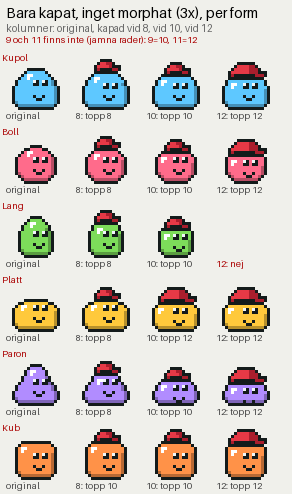 Bara kapat, inget morphat (3x), per form
kolumner: original, kapad vid 8, vid 10, vid 12
9 och 11 finns inte (jamna rader): 9=10, 11=12
Kupol
original 8: topp 8 10: topp 10 12: topp 12
Boll
original 8: topp 8 10: topp 10 12: topp 12
Lang
original 8: topp 8 10: topp 10 12: nej
Platt
original 8: topp 8 10: topp 10 12: topp 12
Paron
original 8: topp 8 10: topp 10 12: topp 12
Kub
original 8: topp 10 10: topp 10 12: topp 12